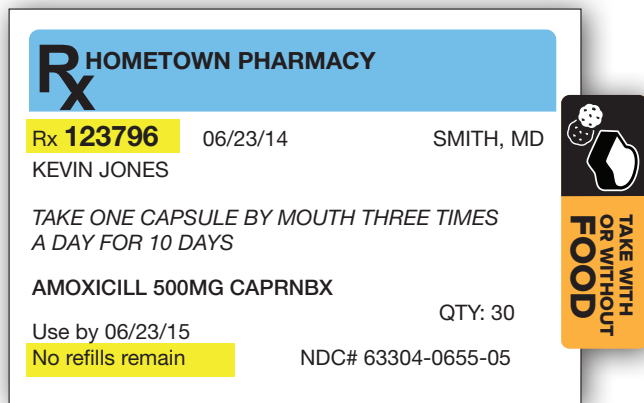 Rx HOMETOWN PHARMACY
Rx 123796 06/23/14 SMITH, MD
KEVIN JONES
TAKE ONE CAPSULE BY MOUTH THREE TIMES
A DAY FOR 10 DAYS
AMOXICILL 500MG CAPRNBX
QTY: 30
Use by 06/23/15
No refills remain NDC# 63304-0655-05
TAKE WITH
OR WITHOUT
FOOD